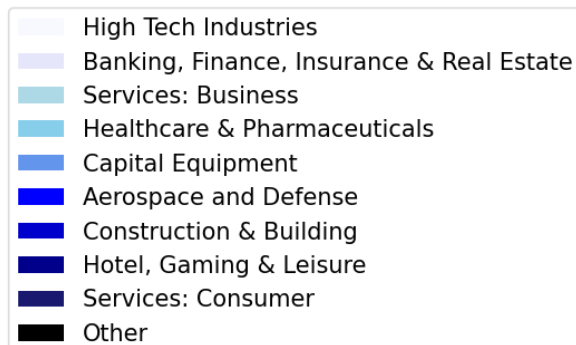 High Tech Industries
Banking, Finance, Insurance & Real Estate
Services: Business
Healthcare & Pharmaceuticals
Capital Equipment
Aerospace and Defense
Construction & Building
Hotel, Gaming & Leisure
Services: Consumer
Other